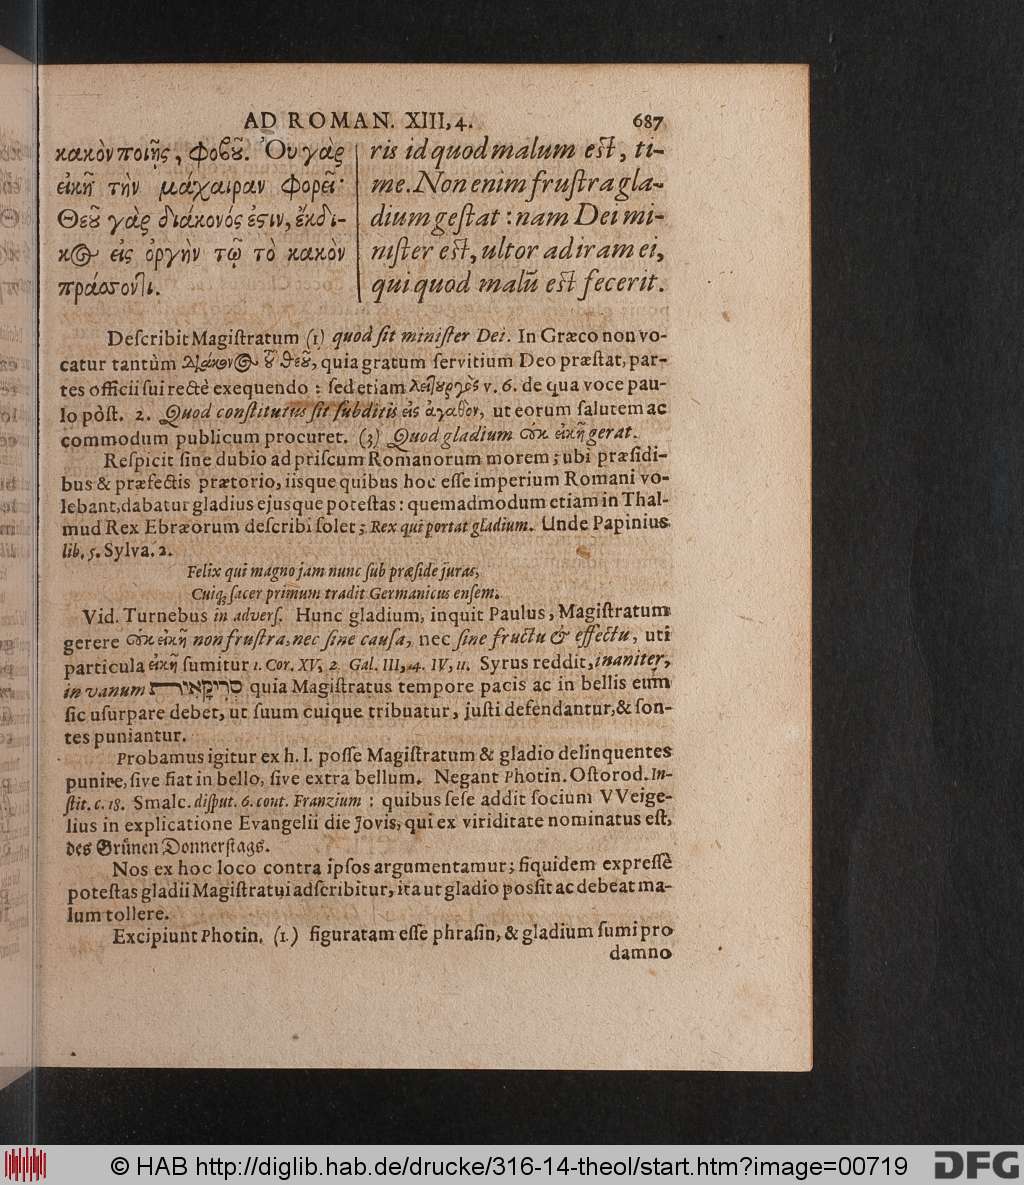 AD ROMAN. XIII, 4. 687
κακὸν ποιῇς, φοβοῦ. Ὀυ γὰρ
εἰκῆ τὴν μάχαιραν φορεῖ·
Θεοῦ γὰρ διάκονός ἐστιν, ἔκδι-
κος εἰς ὀργὴν τῷ τὸ κακὸν
πράσσοντι.
ris id quod malum est, ti-
me. Non enim frustra gla-
dium gestat : nam Dei mi-
nister est, ultor ad iram ei,
qui quod malũ est fecerit.
Describit Magistratum (1) quod sit minister Dei. In Græco non vo-
catur tantùm διάκονος τȣ͂ θεȣ͂, quia gratum servitium Deo præstat, par-
tes officii sui rectè exequendo : sed etiam λειτȣργὸς v. 6. de qua voce pau-
lo pòst. 2. Quod constitutus sit subditis εἰς ἀγαθὸν, ut eorum salutem ac
commodum publicum procuret. (3) Quod gladium οὐκ εἰκῆ gerat.
Respicit sine dubio ad priscum Romanorum morem; ubi præsidi-
bus & præfectis prætorio, iisque quibus hoc esse imperium Romani vo-
lebant, dabatur gladius ejusque potestas : quemadmodum etiam in Thal-
mud Rex Ebræorum describi solet; Rex qui portat gladium. Unde Papinius
lib. 5. Sylva. 2.
Felix qui magno jam nunc sub præside juras,
Cuiq; sacer primum tradit Germanicus ensem.
Vid. Turnebus in advers. Hunc gladium, inquit Paulus, Magistratum
gerere οὐκ εἰκῆ non frustra, nec sine causa, nec sine fructu & effectu, uti
particula εἰκῆ sumitur 1. Cor. XV, 2. Gal. III, 4. IV, 11. Syrus reddit, inaniter,
in vanum סריקאית quia Magistratus tempore pacis ac in bellis eum
sic usurpare debet, ut suum cuique tribuatur, justi defendantur, & son-
tes puniantur.
Probamus igitur ex h. l. posse Magistratum & gladio delinquentes
punire, sive fiat in bello, sive extra bellum. Negant Photin. Ostorod. In-
stit. c. 18. Smalc. disput. 6. cont. Franzium : quibus sese addit socium VVeige-
lius in explicatione Evangelii die Jovis, qui ex viriditate nominatus est,
des Grünen Donnerstags.
Nos ex hoc loco contra ipsos argumentamur; siquidem expressè
potestas gladii Magistratui adscribitur, ita ut gladio possit ac debeat ma-
lum tollere.
Excipiunt Photin. (1.) figuratam esse phrasin, & gladium sumi pro
damno
© HAB http://diglib.hab.de/drucke/316-14-theol/start.htm?image=00719
DFG